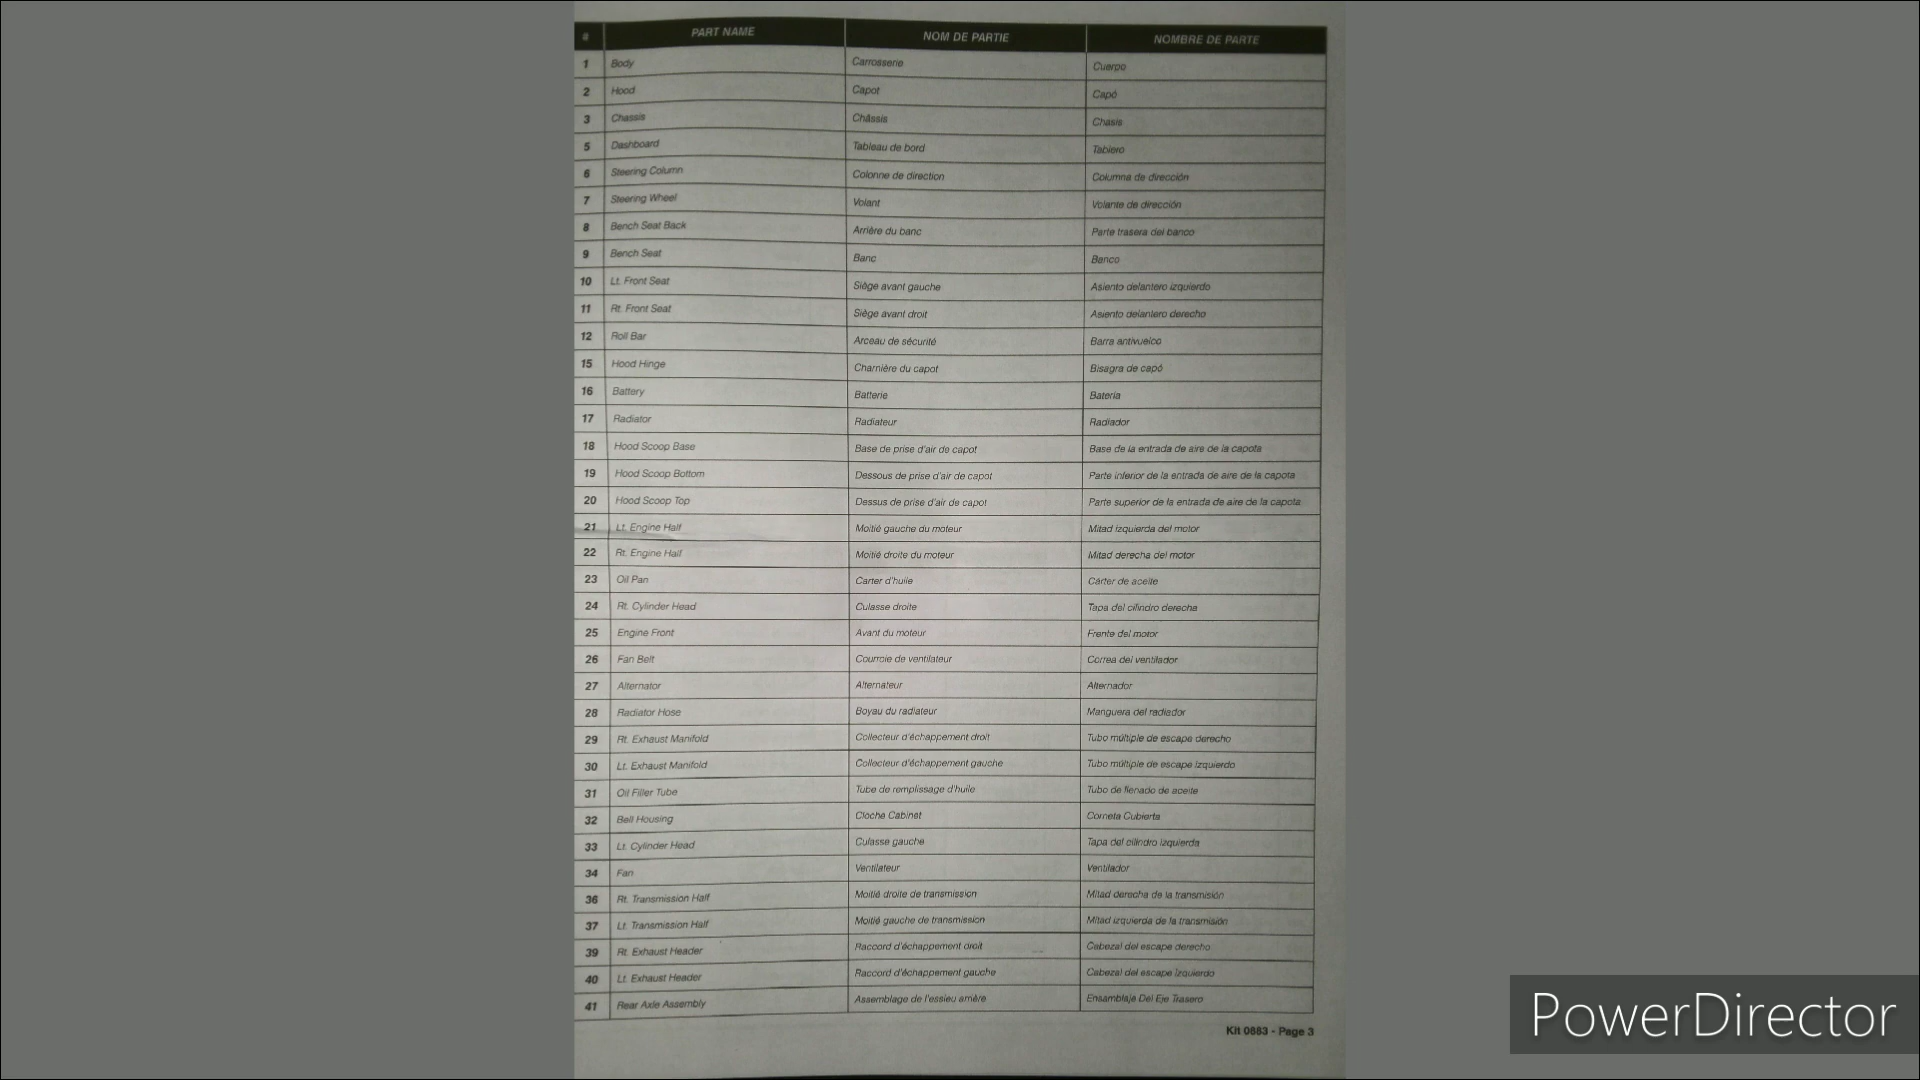 # PART NAME NOM DE PARTIE NOMBRE DE PARTE
1 Body Carrosserie Cuerpo
2 Hood Capot Capó
3 Chassis Châssis Chasis
5 Dashboard Tableau de bord Tablero
6 Steering Column Colonne de direction Columna de dirección
7 Steering Wheel Volant Volante de dirección
8 Bench Seat Back Arrière du banc Parte trasera del banco
9 Bench Seat Banc Banco
10 Lt. Front Seat Siège avant gauche Asiento delantero izquierdo
11 Rt. Front Seat Siège avant droit Asiento delantero derecho
12 Roll Bar Arceau de sécurité Barra antivuelco
15 Hood Hinge Charnière du capot Bisagra de capó
16 Battery Batterie Batería
17 Radiator Radiateur Radiador
18 Hood Scoop Base Base de prise d'air de capot Base de la entrada de aire de la capota
19 Hood Scoop Bottom Dessous de prise d'air de capot Parte inferior de la entrada de aire de la capota
20 Hood Scoop Top Dessus de prise d'air de capot Parte superior de la entrada de aire de la capota
21 Lt. Engine Half Moitié gauche du moteur Mitad izquierda del motor
22 Rt. Engine Half Moitié droite du moteur Mitad derecha del motor
23 Oil Pan Carter d'huile Cárter de aceite
24 Rt. Cylinder Head Culasse droite Tapa del cilindro derecha
25 Engine Front Avant du moteur Frente del motor
26 Fan Belt Courroie de ventilateur Correa del ventilador
27 Alternator Alternateur Alternador
28 Radiator Hose Boyau du radiateur Manguera del radiador
29 Rt. Exhaust Manifold Collecteur d'échappement droit Tubo múltiple de escape derecho
30 Lt. Exhaust Manifold Collecteur d'échappement gauche Tubo múltiple de escape izquierdo
31 Oil Filler Tube Tube de remplissage d'huile Tubo de llenado de aceite
32 Bell Housing Cloche Cabinet Corneta Cubierta
33 Lt. Cylinder Head Culasse gauche Tapa del cilindro izquierda
34 Fan Ventilateur Ventilador
36 Rt. Transmission Half Moitié droite de transmission Mitad derecha de la transmisión
37 Lt. Transmission Half Moitié gauche de transmission Mitad izquierda de la transmisión
39 Rt. Exhaust Header Raccord d'échappement droit Cabezal del escape derecho
40 Lt. Exhaust Header Raccord d'échappement gauche Cabezal del escape izquierdo
41 Rear Axle Assembly Assemblage de l'essieu arrière Ensamblaje Del Eje Trasero
Kit 0883 - Page 3
PowerDirector